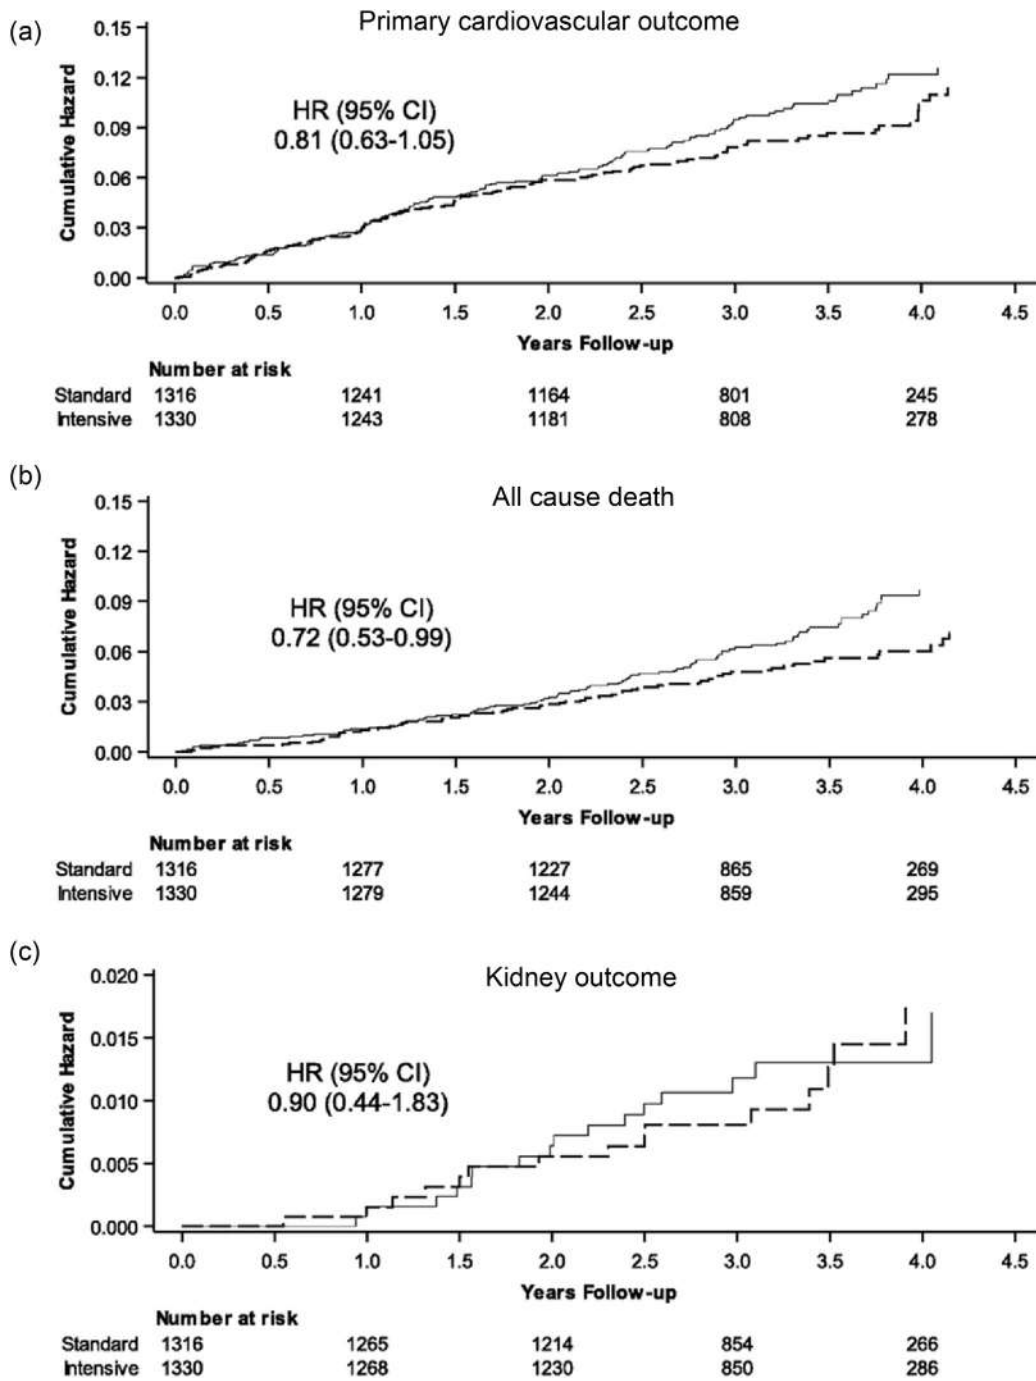 (a)
Primary cardiovascular outcome
0.15
0.12
0.09
0.06
0.03
0.00
Cumulative Hazard
HR (95% CI)
0.81 (0.63-1.05)
0.0 0.5 1.0 1.5 2.0 2.5 3.0 3.5 4.0 4.5
Years Follow-up
Number at risk
Standard 1316 1241 1164 801 245
Intensive 1330 1243 1181 808 278
(b)
All cause death
0.15
0.12
0.09
0.06
0.03
0.00
Cumulative Hazard
HR (95% CI)
0.72 (0.53-0.99)
0.0 0.5 1.0 1.5 2.0 2.5 3.0 3.5 4.0 4.5
Years Follow-up
Number at risk
Standard 1316 1277 1227 865 269
Intensive 1330 1279 1244 859 295
(c)
Kidney outcome
0.020
0.015
0.010
0.005
0.000
Cumulative Hazard
HR (95% CI)
0.90 (0.44-1.83)
0.0 0.5 1.0 1.5 2.0 2.5 3.0 3.5 4.0 4.5
Years Follow-up
Number at risk
Standard 1316 1265 1214 854 266
Intensive 1330 1268 1230 850 286